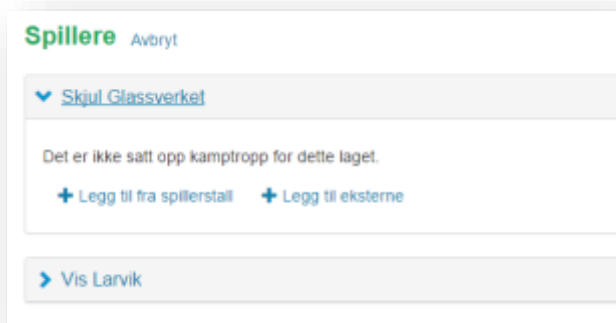 Spillere Avbryt
Skjul Glassverket
Det er ikke satt opp kamptropp for dette laget.
Legg til fra spillerstall Legg til eksterne
Vis Larvik